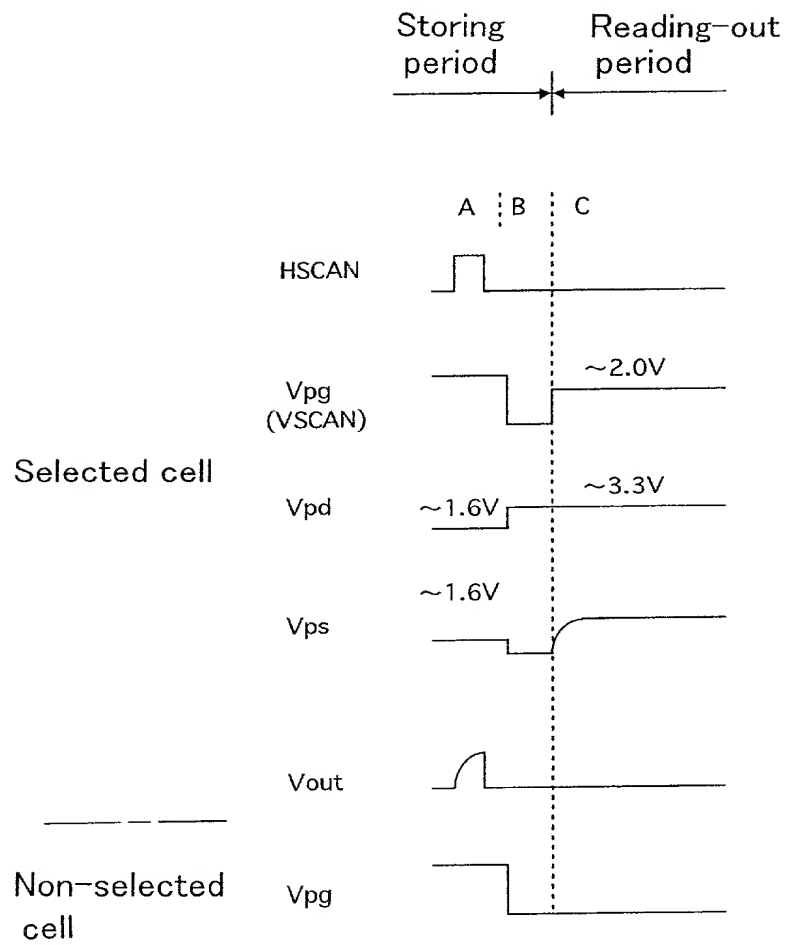 Storing period
Reading-out period
A B C
HSCAN
~2.0V
Vpg
(VSCAN)
Selected cell
~3.3V
Vpd ~1.6V
~1.6V
Vps
Vout
Non-selected cell
Vpg